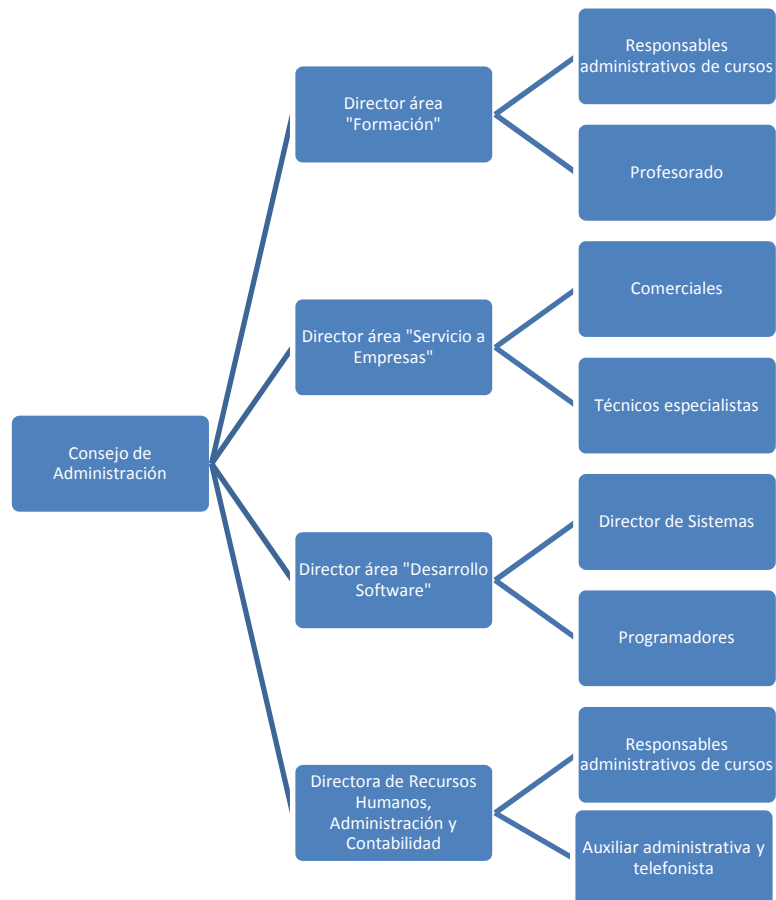 Responsables
administrativos de cursos
Director área
"Formación"
Profesorado
Comerciales
Director área "Servicio a
Empresas"
Técnicos especialistas
Consejo de
Administración
Director de Sistemas
Director área "Desarrollo
Software"
Programadores
Responsables
administrativos de cursos
Directora de Recursos
Humanos,
Administración y
Contabilidad
Auxiliar administrativa y
telefonista